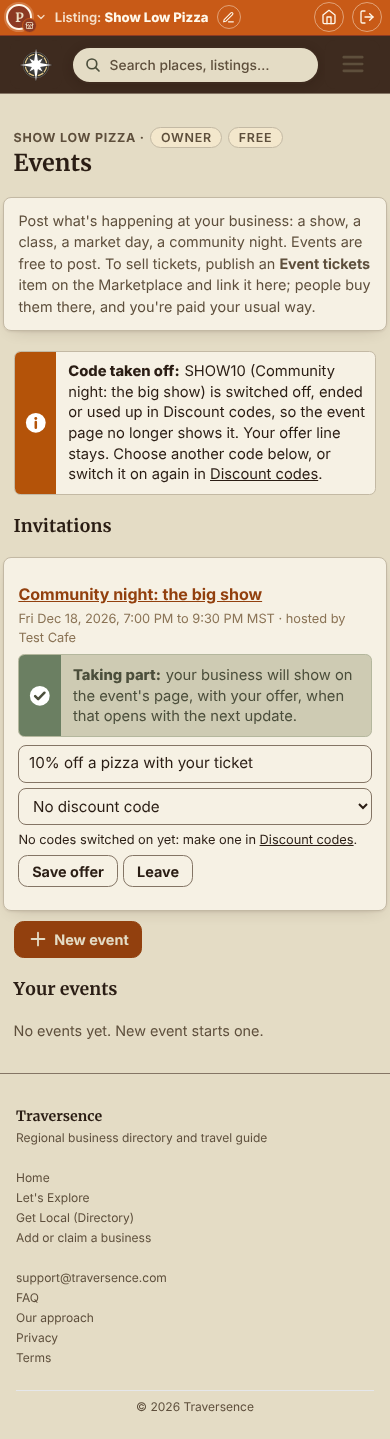 P
Listing: Show Low Pizza
Search places, listings...
SHOW LOW PIZZA · OWNER FREE
Events
Post what's happening at your business: a show, a
class, a market day, a community night. Events are
free to post. To sell tickets, publish an Event tickets
item on the Marketplace and link it here; people buy
them there, and you're paid your usual way.
Code taken off: SHOW10 (Community
night: the big show) is switched off, ended
or used up in Discount codes, so the event
page no longer shows it. Your offer line
stays. Choose another code below, or
switch it on again in Discount codes.
Invitations
Community night: the big show
Fri Dec 18, 2026, 7:00 PM to 9:30 PM MST · hosted by
Test Cafe
Taking part: your business will show on
the event's page, with your offer, when
that opens with the next update.
10% off a pizza with your ticket
No discount code
No codes switched on yet: make one in Discount codes.
Save offer Leave
New event
Your events
No events yet. New event starts one.
Traversence
Regional business directory and travel guide
Home
Let's Explore
Get Local (Directory)
Add or claim a business
support@traversence.com
FAQ
Our approach
Privacy
Terms
© 2026 Traversence